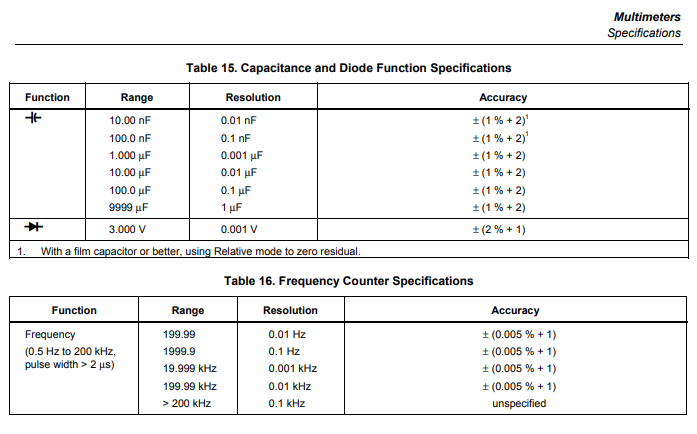 Multimeters
Specifications
Table 15. Capacitance and Diode Function Specifications
Function Range Resolution Accuracy
10.00 nF 0.01 nF ± (1 % + 2)1
100.0 nF 0.1 nF ± (1 % + 2)1
1.000 μF 0.001 μF ± (1 % + 2)
10.00 μF 0.01 μF ± (1 % + 2)
100.0 μF 0.1 μF ± (1 % + 2)
9999 μF 1 μF ± (1 % + 2)
3.000 V 0.001 V ± (2 % + 1)
1. With a film capacitor or better, using Relative mode to zero residual.
Table 16. Frequency Counter Specifications
Function Range Resolution Accuracy
Frequency 199.99 0.01 Hz ± (0.005 % + 1)
(0.5 Hz to 200 kHz, 1999.9 0.1 Hz ± (0.005 % + 1)
pulse width > 2 μs) 19.999 kHz 0.001 kHz ± (0.005 % + 1)
199.99 kHz 0.01 kHz ± (0.005 % + 1)
> 200 kHz 0.1 kHz unspecified